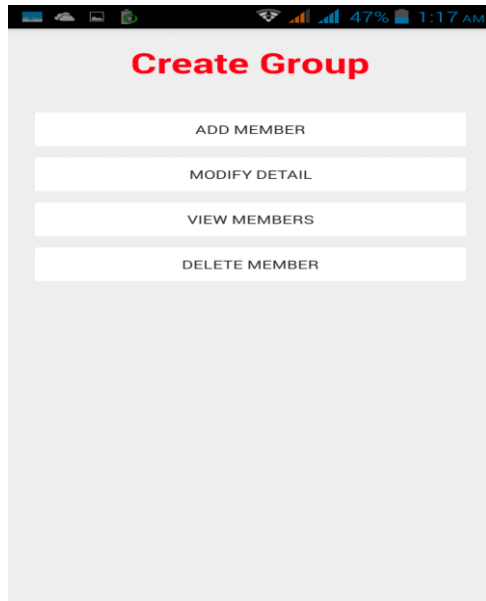 47% 1:17 AM
Create Group
ADD MEMBER
MODIFY DETAIL
VIEW MEMBERS
DELETE MEMBER